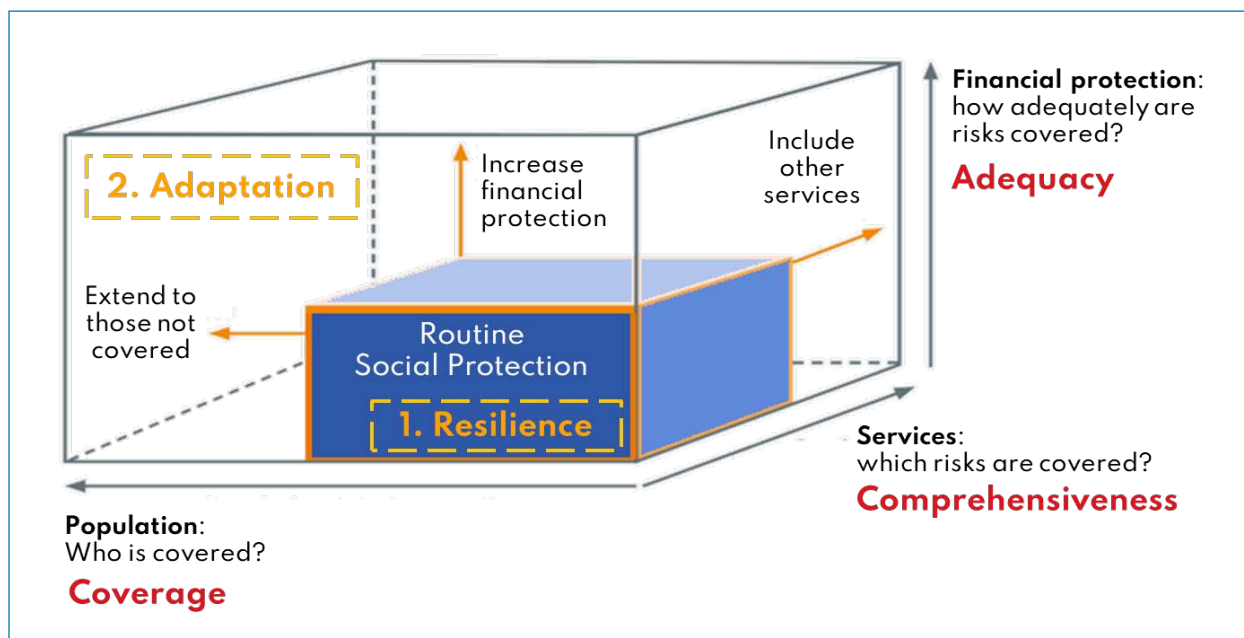 Financial protection:
how adequately are
risks covered?
Adequacy
Include
other
services
Increase
financial
protection
2. Adaptation
Extend to
those not
covered
Routine
Social Protection
1. Resilience
Services:
which risks are covered?
Comprehensiveness
Population:
Who is covered?
Coverage